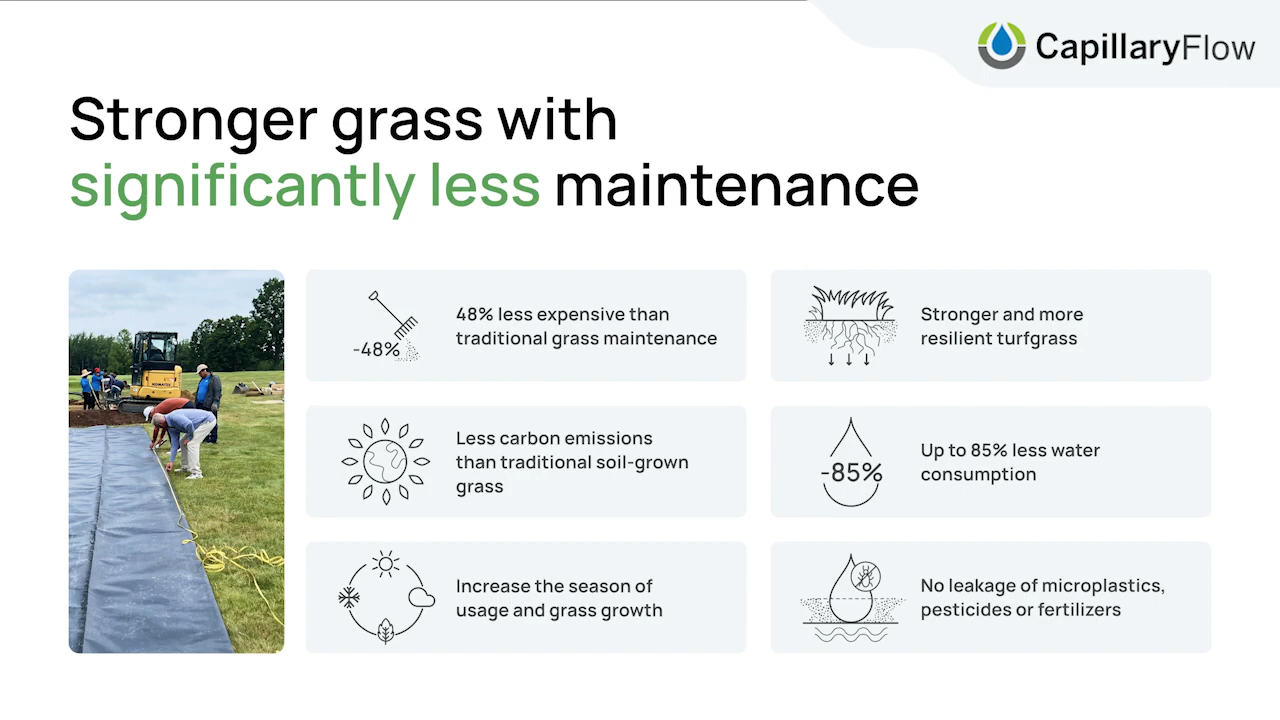 CapillaryFlow
Stronger grass with
significantly less maintenance
-48%
48% less expensive than
traditional grass maintenance
Stronger and more
resilient turfgrass
Less carbon emissions
than traditional soil-grown
grass
-85%
Up to 85% less water
consumption
Increase the season of
usage and grass growth
No leakage of microplastics,
pesticides or fertilizers